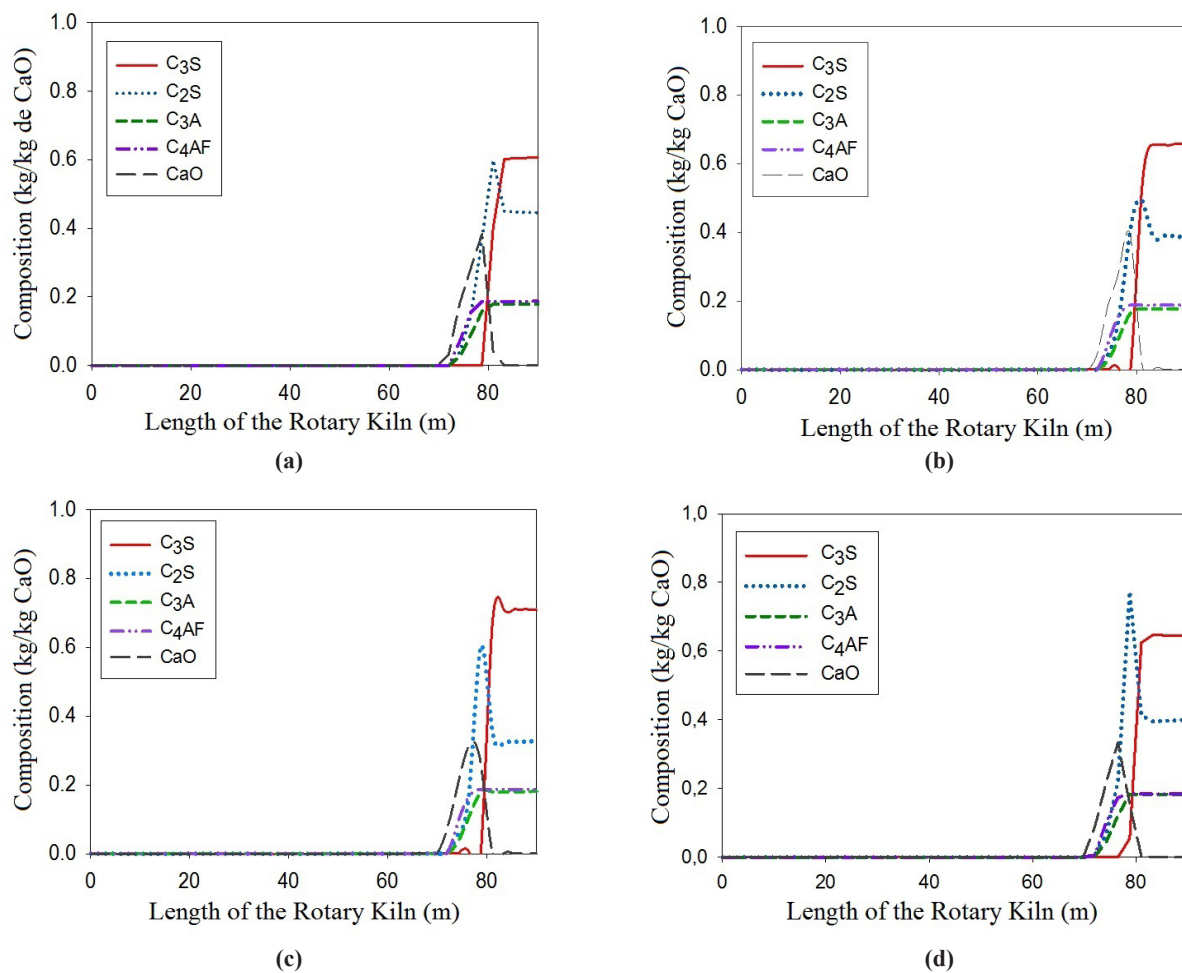 1.0
0.8
0.6
0.4
0.2
0.0
Composition (kg/kg de CaO)
C3S
C2S
C3A
C4AF
CaO
0 20 40 60 80
Length of the Rotary Kiln (m)
(a)
1.0
0.8
0.6
0.4
0.2
0.0
Composition (kg/kg CaO)
C3S
C2S
C3A
C4AF
CaO
0 20 40 60 80
Length of the Rotary Kiln (m)
(b)
1.0
0.8
0.6
0.4
0.2
0.0
Composition (kg/kg CaO)
C3S
C2S
C3A
C4AF
CaO
0 20 40 60 80
Length of the Rotary Kiln (m)
(c)
1,0
0,8
0,6
0,4
0,2
0,0
Composition (kg/kg CaO)
C3S
C2S
C3A
C4AF
CaO
0 20 40 60 80
Length of the Rotary Kiln (m)
(d)